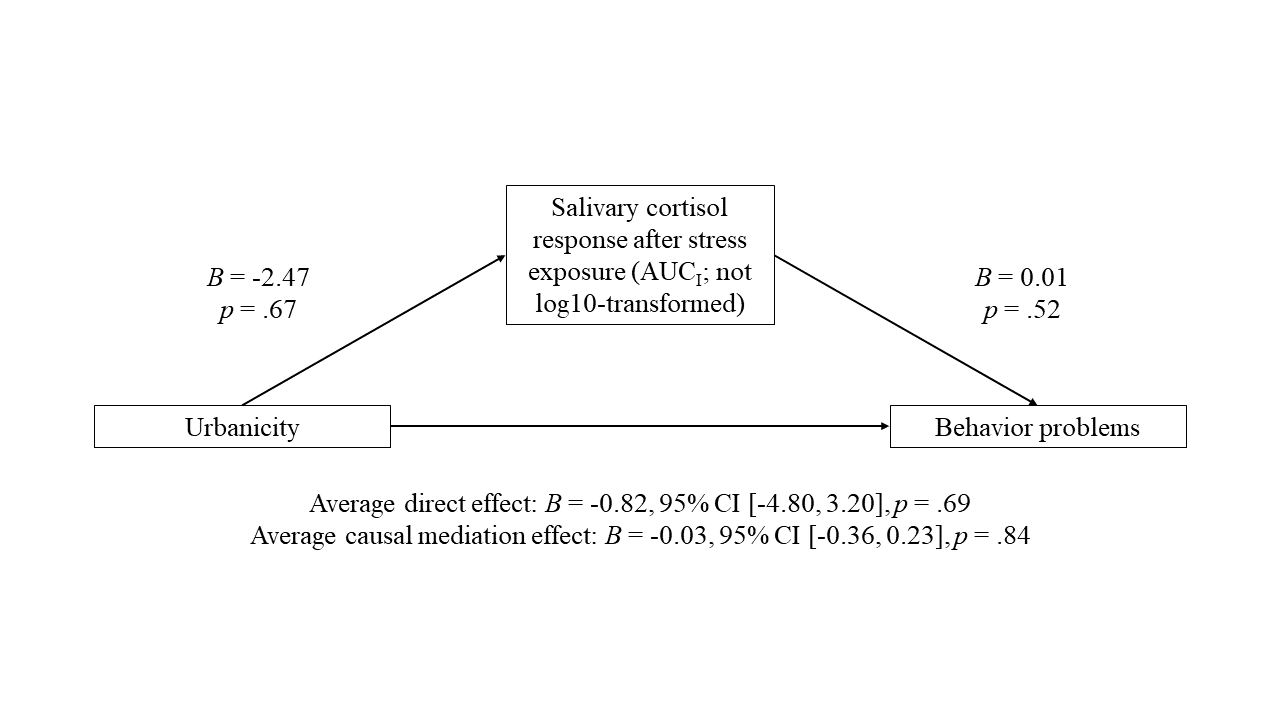 Salivary cortisol
response after stress
exposure (AUCI; not
log10-transformed)
B = -2.47
p = .67
B = 0.01
p = .52
Urbanicity
Behavior problems
Average direct effect: B = -0.82, 95% CI [-4.80, 3.20], p = .69
Average causal mediation effect: B = -0.03, 95% CI [-0.36, 0.23], p = .84